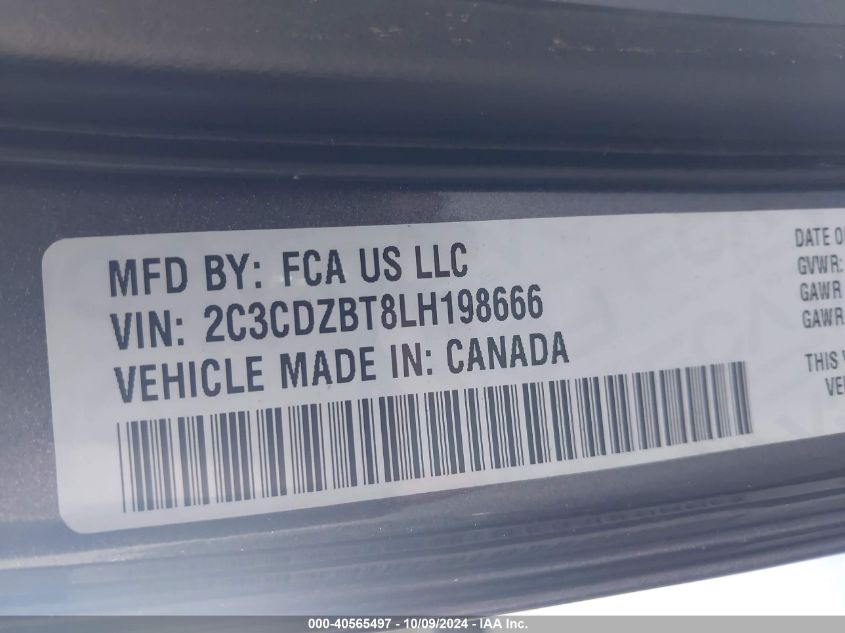 MFD BY: FCA US LLC
VIN: 2C3CDZBT8LH198666
VEHICLE MADE IN: CANADA
DATE O
GVWR:
GAWR
GAWR
THIS V
VE
000-40565497 - 10/09/2024 - IAA Inc.